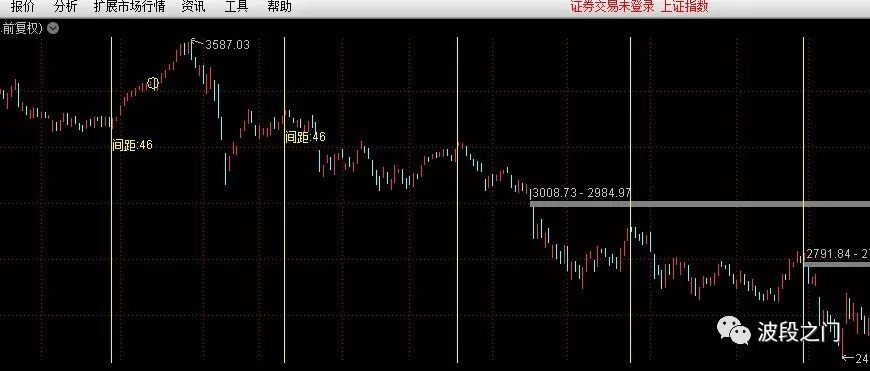 报价 分析 扩展市场行情 资讯 工具 帮助 证券交易未登录 上证指数
前复权)
3587.03
间距:46
间距:46
3008.73 - 2984.97
2791.84 - 27
波段之门
24